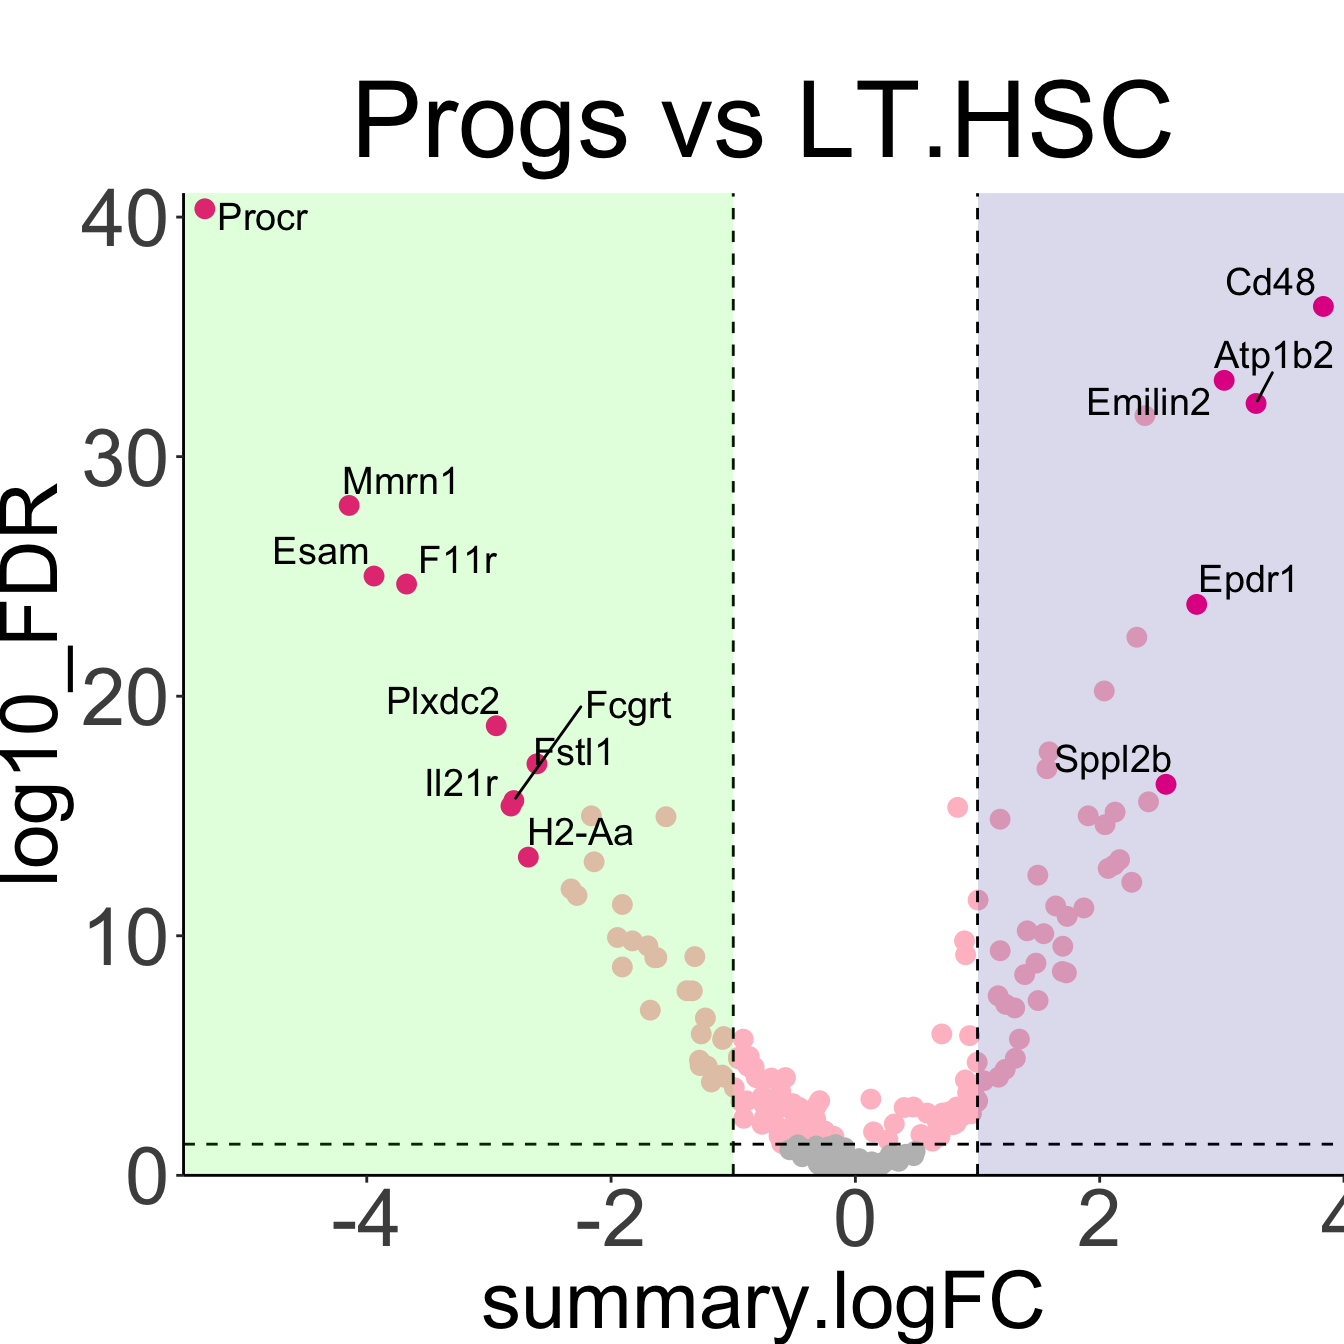 Progs vs LT.HSC
40
Procr
Cd48
Atp1b2
Emilin2
30
Mmrn1
Esam
F11r
Epdr1
20
Plxdc2
Fcgrt
Fstl1
Il21r
Sppl2b
H2-Aa
10
0
log10_FDR
-4
-2
0
2
4
summary.logFC